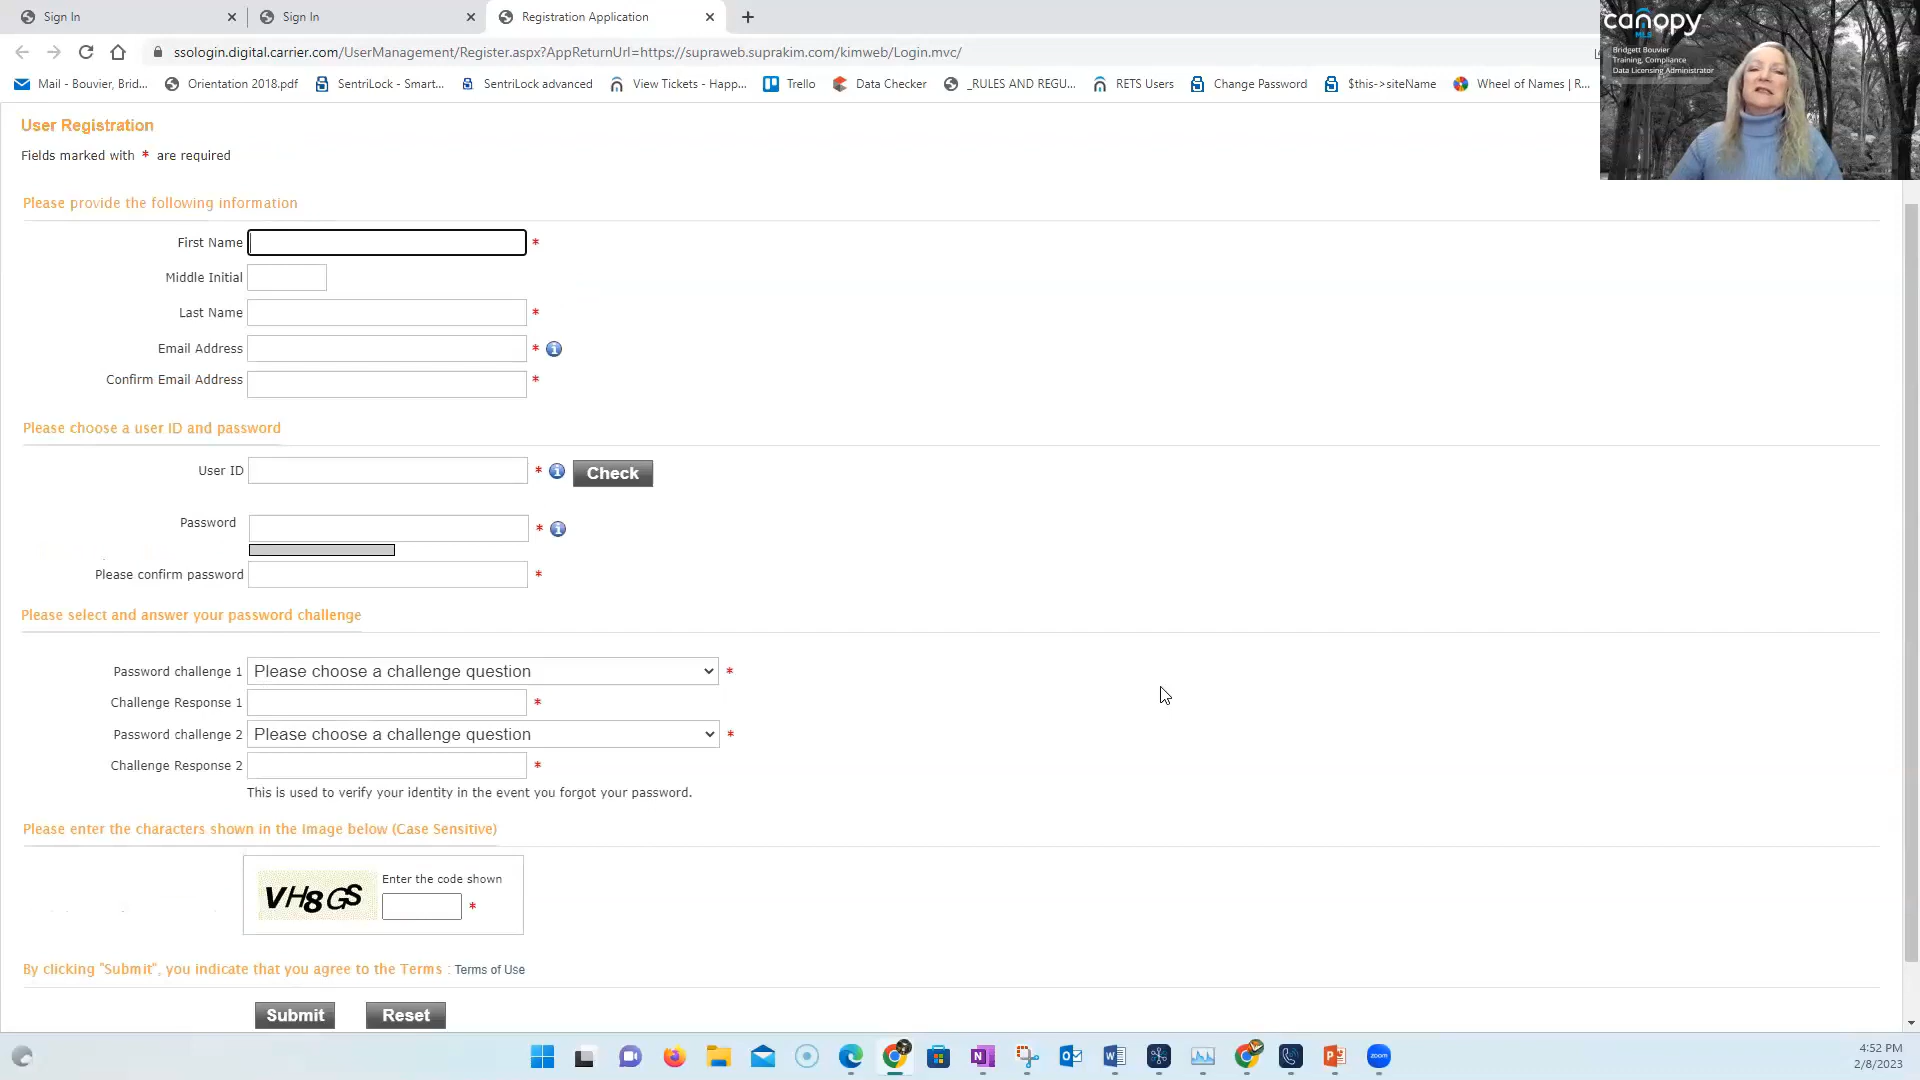 Sign In
Sign In
Registration Application
ssologin.digital.carrier.com/UserManagement/Register.aspx?AppReturnUrl=https://supraweb.suprakim.com/kimweb/Login.mvc/
Mail - Bouvier, Brid...
Orientation 2018.pdf
SentriLock - Smart...
SentriLock advanced
View Tickets - Happ...
Trello
Data Checker
_RULES AND REGU...
RETS Users
Change Password
$this->siteName
Wheel of Names | R...
canopy
MLS
Bridgett Bouvier
Training, Compliance
Data Licensing Administrator
User Registration
Fields marked with * are required
Please provide the following information
First Name *
Middle Initial
Last Name *
Email Address *
Confirm Email Address *
Please choose a user ID and password
User ID * Check
Password *
Please confirm password *
Please select and answer your password challenge
Password challenge 1 Please choose a challenge question *
Challenge Response 1 *
Password challenge 2 Please choose a challenge question *
Challenge Response 2 *
This is used to verify your identity in the event you forgot your password.
Please enter the characters shown in the Image below (Case Sensitive)
VH8GS
Enter the code shown
*
By clicking "Submit", you indicate that you agree to the Terms : Terms of Use
Submit Reset
zoom
4:52 PM
2/8/2023